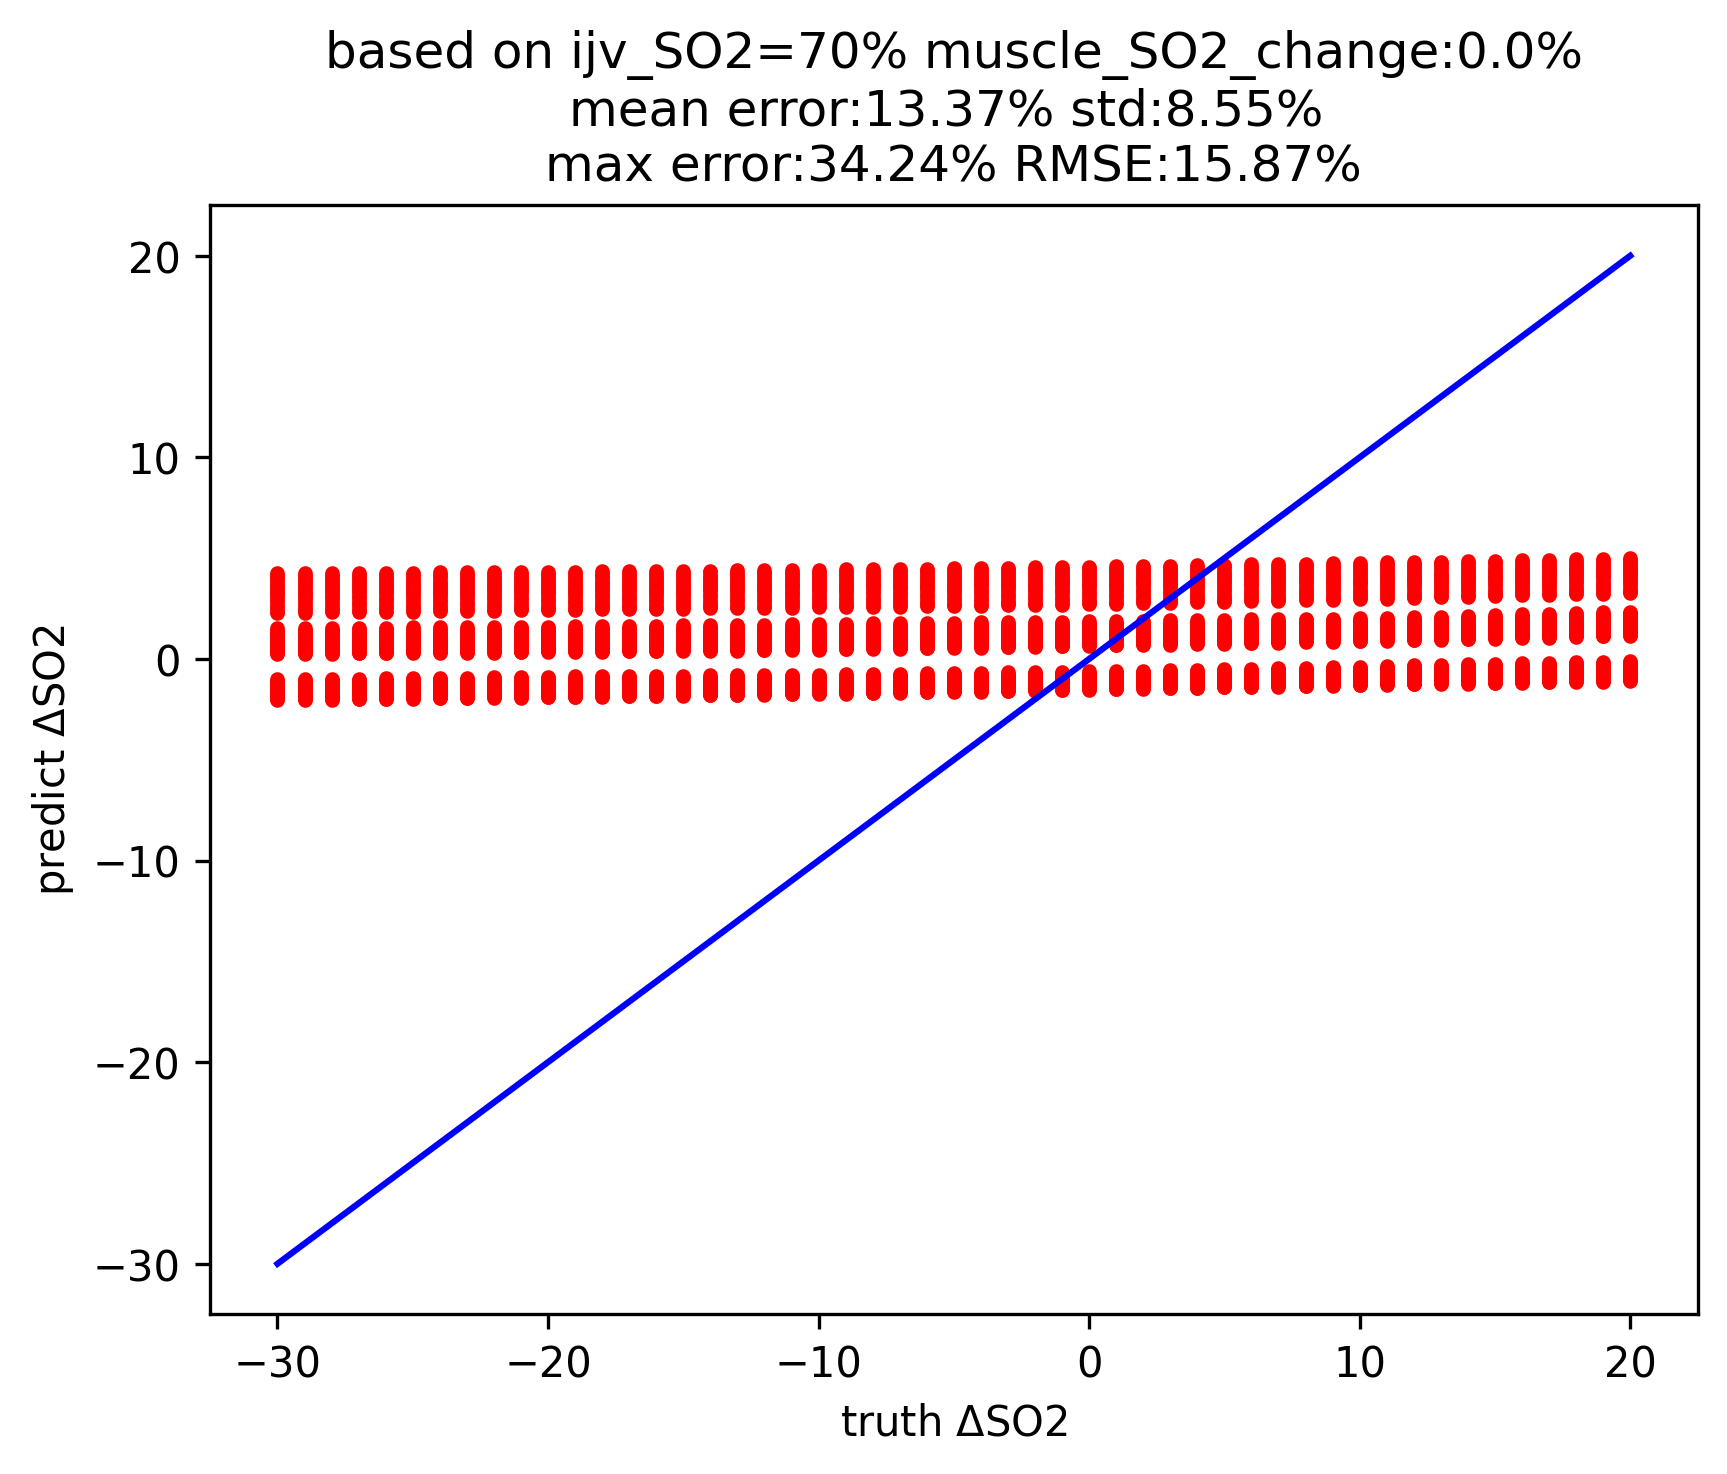 based on ijv_SO2=70% muscle_SO2_change:0.0%
mean error:13.37% std:8.55%
max error:34.24% RMSE:15.87%
20
10
0
−10
−20
−30
predict ΔSO2
−30 −20 −10 0 10 20
truth ΔSO2